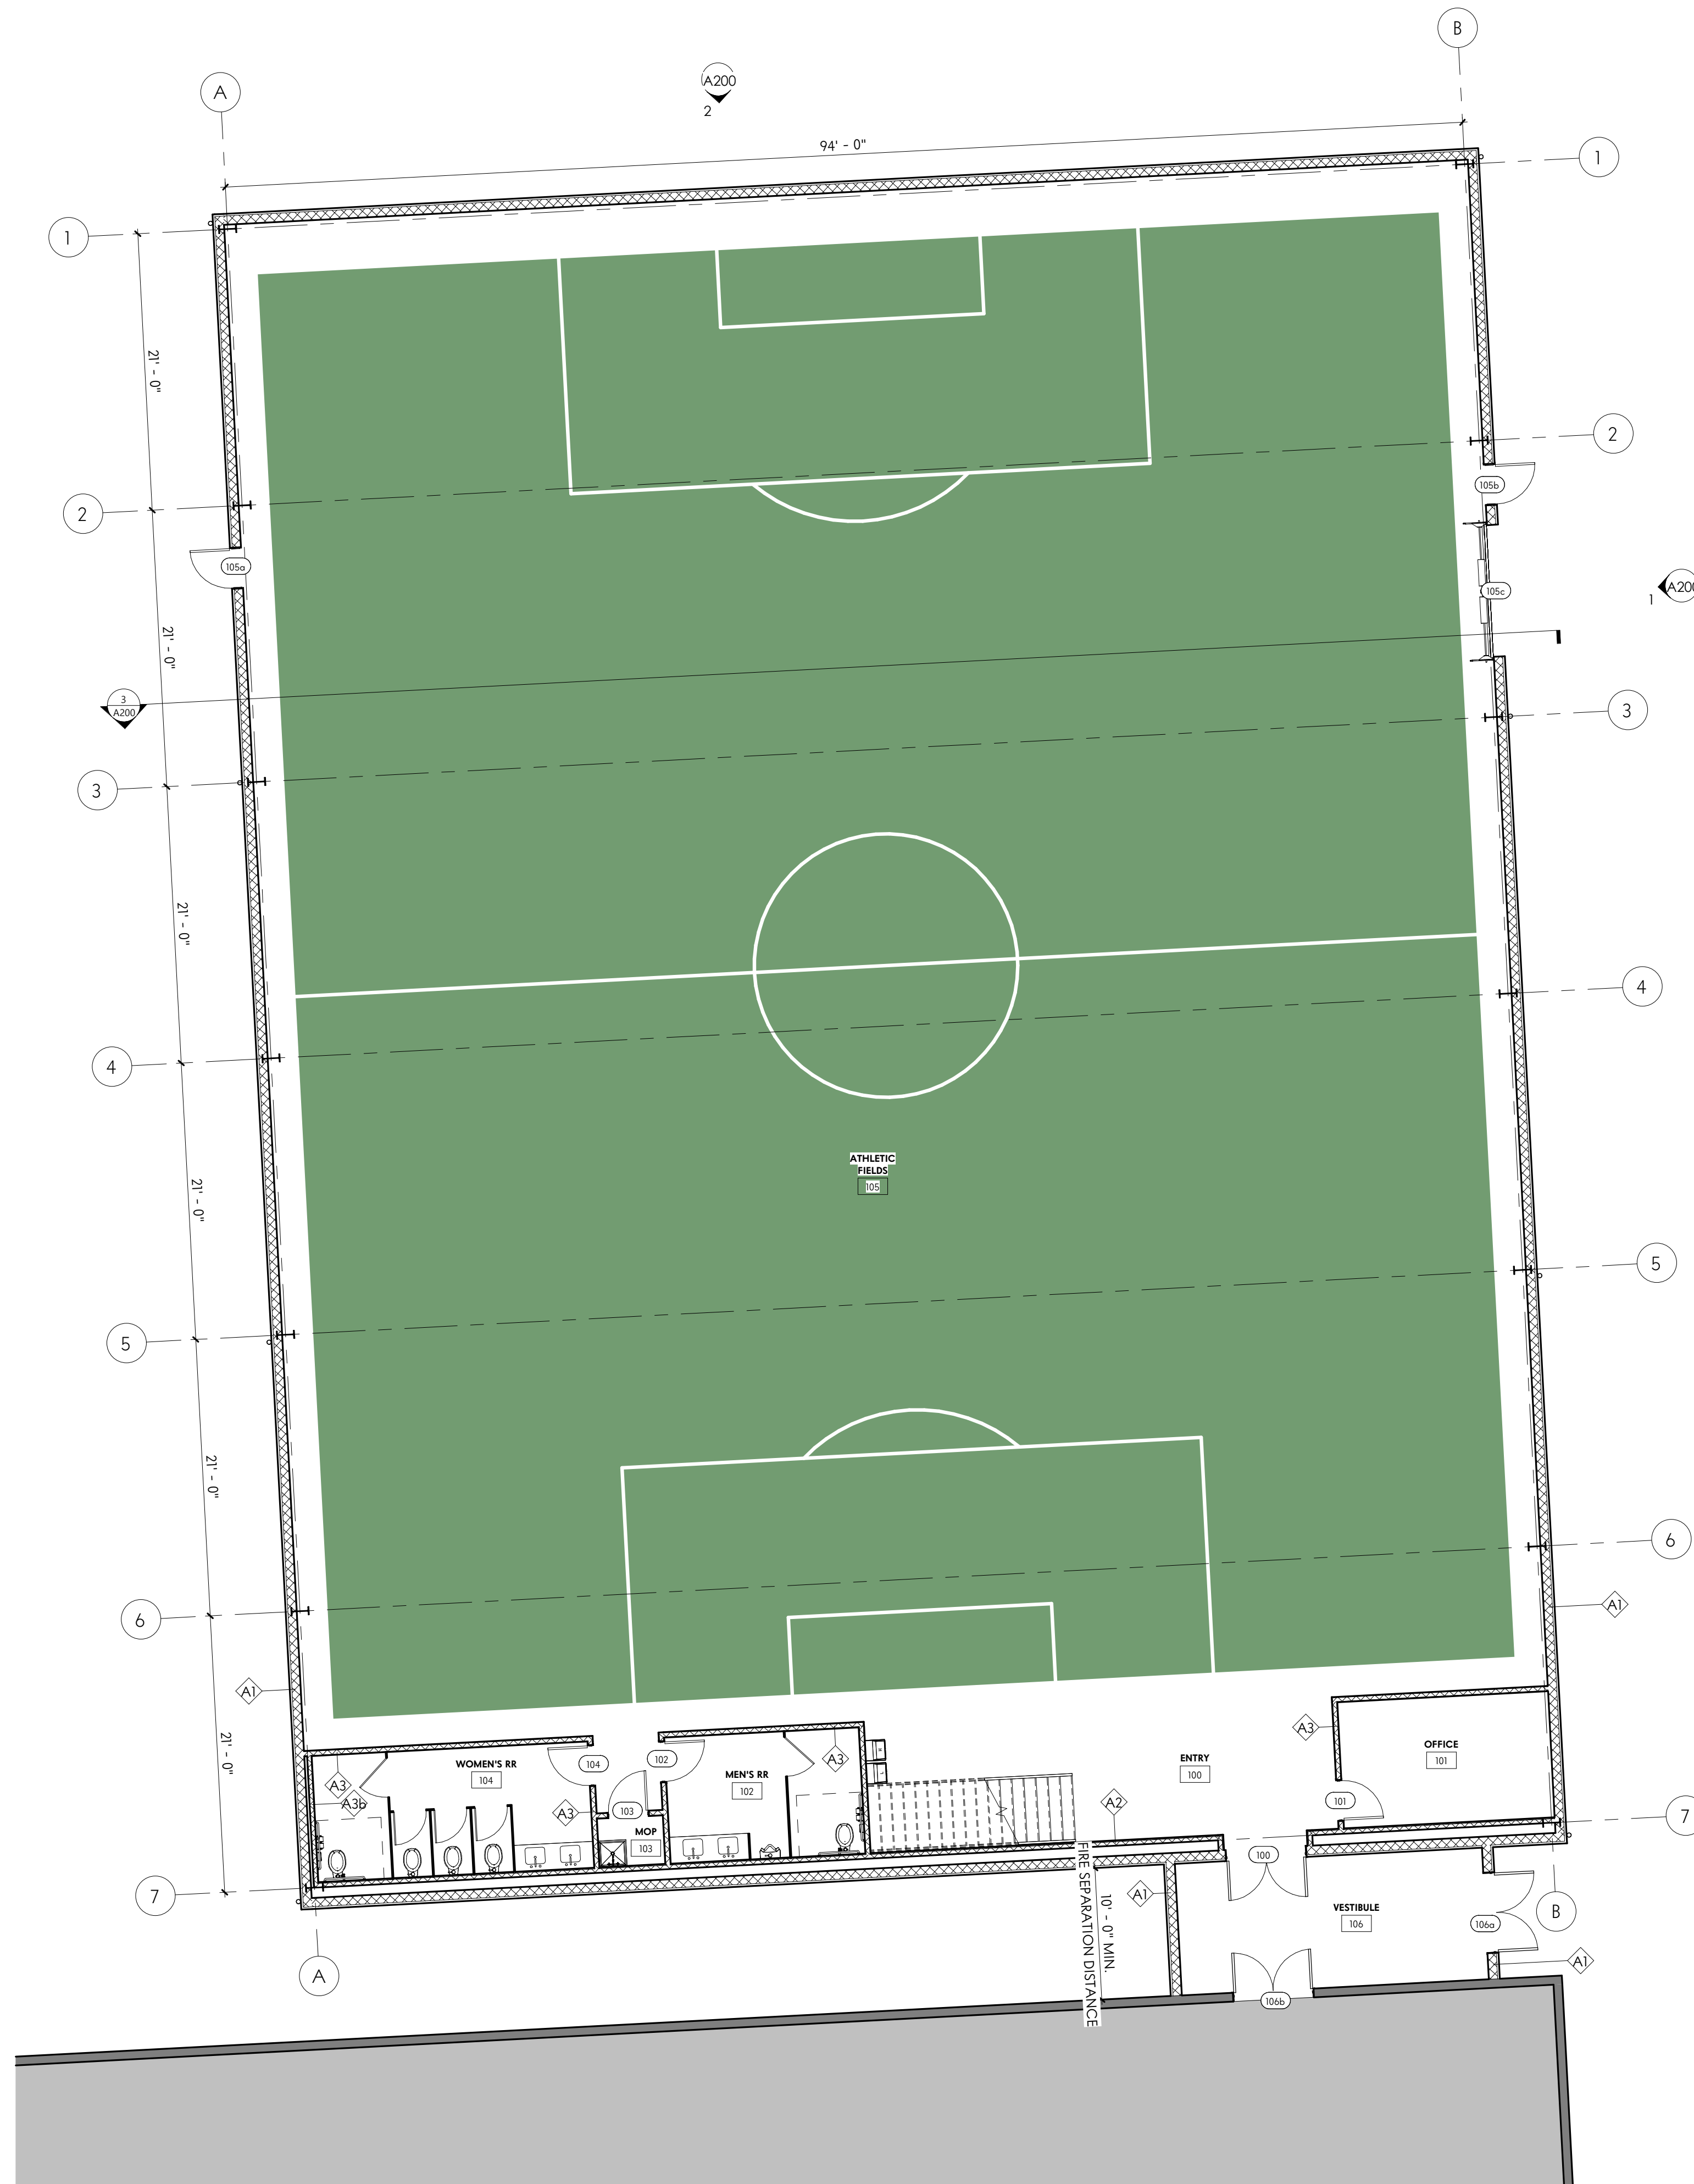 B
A
A200
2
94' - 0"
1
1
21' - 0"
2
2
105b
105a
105c
1
A200
21' - 0"
3
A200
3
3
21' - 0"
4
4
ATHLETIC
FIELDS
105
21' - 0"
5
5
21' - 0"
6
6
A1
A1
21' - 0"
A3
OFFICE
101
WOMEN'S RR
104
104
102
A3
ENTRY
100
MEN'S RR
102
A3
A3b
A3
103
MOP
103
A2
101
7
7
100
FIRE SEPARATION DISTANCE
10' - 0" MIN.
A1
VESTIBULE
106
106a
B
A1
A
106b